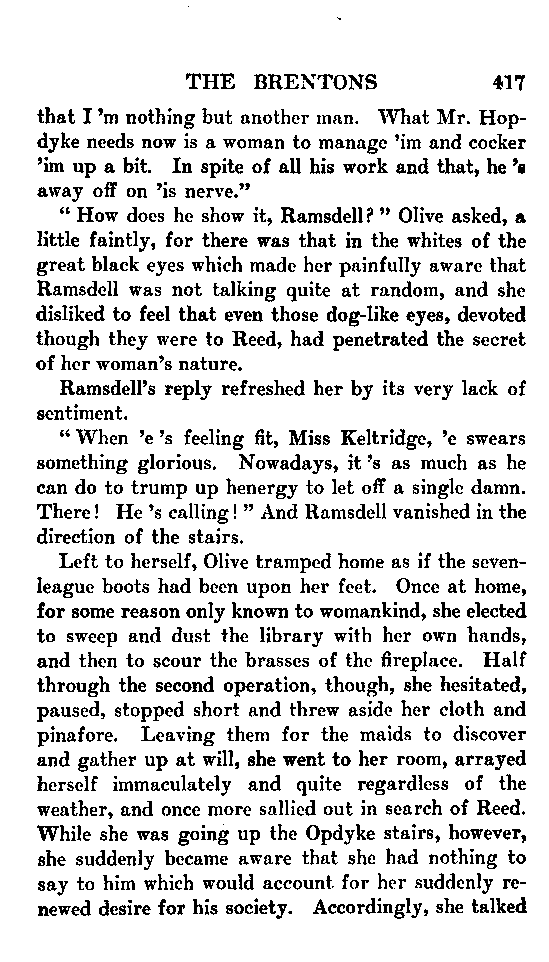 THE BRENTONS 417
that I 'm nothing but another man. What Mr. Hop-
dyke needs now is a woman to manage 'im and cocker
'im up a bit. In spite of all his work and that, he 's
away off on 'is nerve."
" How does he show it, Ramsdell? " Olive asked, a
little faintly, for there was that in the whites of the
great black eyes which made her painfully aware that
Ramsdell was not talking quite at random, and she
disliked to feel that even those dog-like eyes, devoted
though they were to Reed, had penetrated the secret
of her woman's nature.
Ramsdell's reply refreshed her by its very lack of
sentiment.
" When 'e 's feeling fit, Miss Keltridge, 'e swears
something glorious. Nowadays, it 's as much as he
can do to trump up henergy to let off a single damn.
There! He 's calling! " And Ramsdell vanished in the
direction of the stairs.
Left to herself, Olive tramped home as if the seven-
league boots had been upon her feet. Once at home,
for some reason only known to womankind, she elected
to sweep and dust the library with her own hands,
and then to scour the brasses of the fireplace. Half
through the second operation, though, she hesitated,
paused, stopped short and threw aside her cloth and
pinafore. Leaving them for the maids to discover
and gather up at will, she went to her room, arrayed
herself immaculately and quite regardless of the
weather, and once more sallied out in search of Reed.
While she was going up the Opdyke stairs, however,
she suddenly became aware that she had nothing to
say to him which would account for her suddenly re-
newed desire for his society. Accordingly, she talked